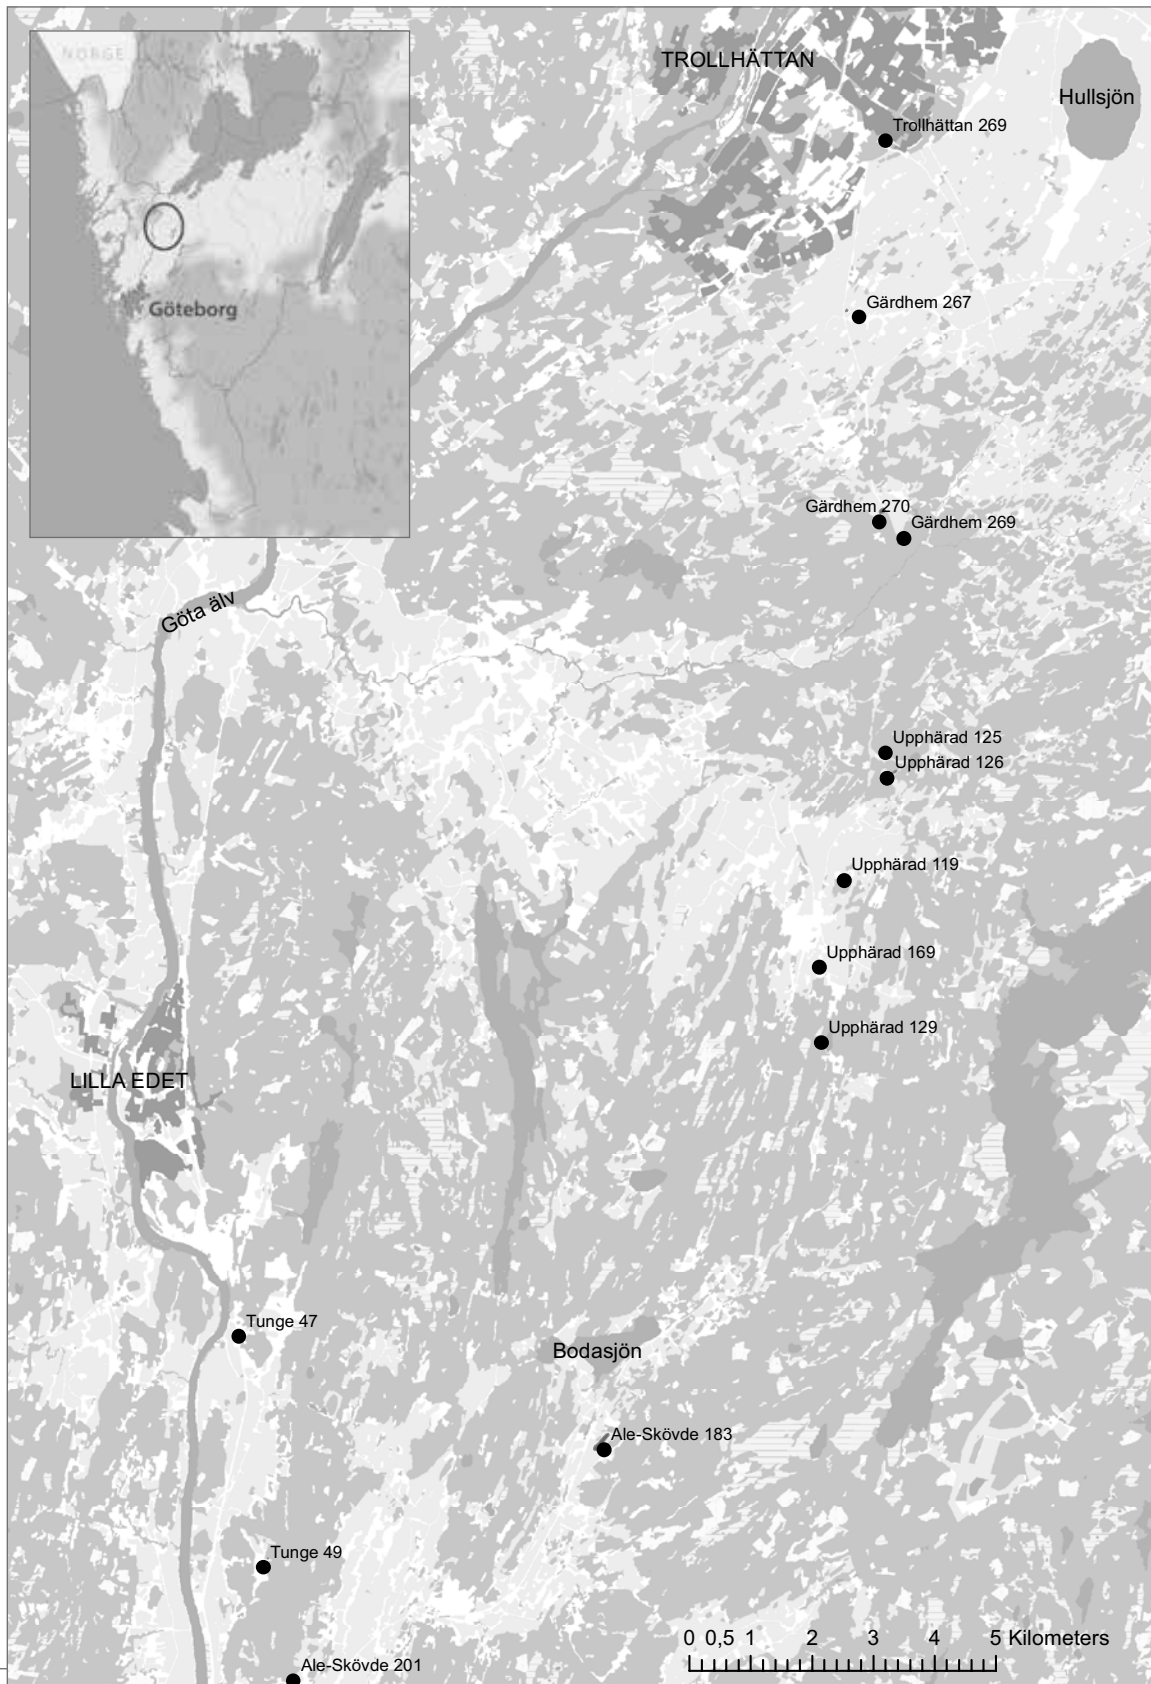 NORGE
TROLLHÄTTAN
Hullsjön
Trollhättan 269
Göteborg
Gärdhem 267
Gärdhem 270
Gärdhem 269
Göta älv
Upphärad 125
Upphärad 126
Upphärad 119
Upphärad 169
Upphärad 129
LILLA EDET
Tunge 47
Bodasjön
Ale-Skövde 183
Tunge 49
0 0,5 1 2 3 4 5 Kilometers
Ale-Skövde 201